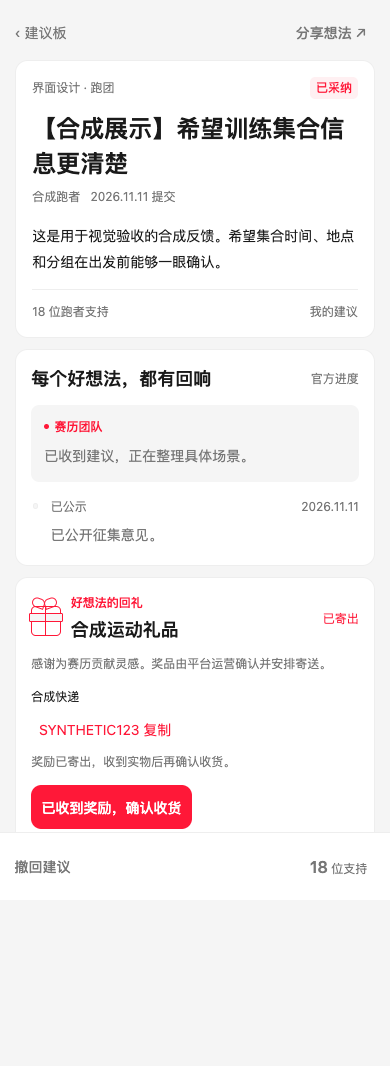 ‹ 建议板
分享想法 ↗
界面设计 · 跑团
已采纳
【合成展示】希望训练集合信
息更清楚
合成跑者 2026.11.11 提交
这是用于视觉验收的合成反馈。希望集合时间、地点
和分组在出发前能够一眼确认。
18 位跑者支持
我的建议
每个好想法，都有回响
官方进度
赛历团队
已收到建议，正在整理具体场景。
已公示
2026.11.11
已公开征集意见。
好想法的回礼
合成运动礼品
已寄出
感谢为赛历贡献灵感。奖品由平台运营确认并安排寄送。
合成快递
SYNTHETIC123 复制
奖励已寄出，收到实物后再确认收货。
已收到奖励，确认收货
撤回建议
18 位支持